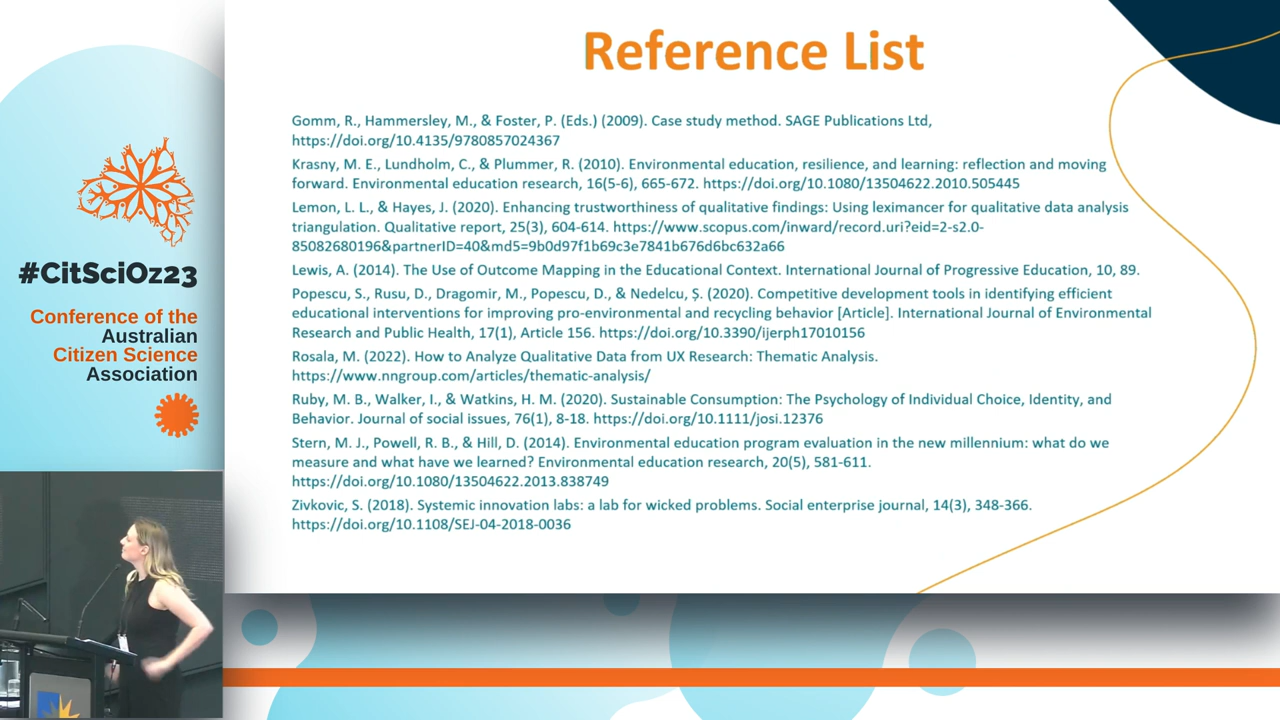 Reference List
Gomm, R., Hammersley, M., & Foster, P. (Eds.) (2009). Case study method. SAGE Publications Ltd,
https://doi.org/10.4135/9780857024367
Krasny, M. E., Lundholm, C., & Plummer, R. (2010). Environmental education, resilience, and learning: reflection and moving
forward. Environmental education research, 16(5-6), 665-672. https://doi.org/10.1080/13504622.2010.505445
Lemon, L. L., & Hayes, J. (2020). Enhancing trustworthiness of qualitative findings: Using leximancer for qualitative data analysis
triangulation. Qualitative report, 25(3), 604-614. https://www.scopus.com/inward/record.uri?eid=2-s2.0-
85082680196&partnerID=40&md5=9b0d97f1b69c3e7841b676d6bc632a66
Lewis, A. (2014). The Use of Outcome Mapping in the Educational Context. International Journal of Progressive Education, 10, 89.
Popescu, S., Rusu, D., Dragomir, M., Popescu, D., & Nedelcu, Ș. (2020). Competitive development tools in identifying efficient
educational interventions for improving pro-environmental and recycling behavior [Article]. International Journal of Environmental
Research and Public Health, 17(1), Article 156. https://doi.org/10.3390/ijerph17010156
Rosala, M. (2022). How to Analyze Qualitative Data from UX Research: Thematic Analysis.
https://www.nngroup.com/articles/thematic-analysis/
Ruby, M. B., Walker, I., & Watkins, H. M. (2020). Sustainable Consumption: The Psychology of Individual Choice, Identity, and
Behavior. Journal of social issues, 76(1), 8-18. https://doi.org/10.1111/josi.12376
Stern, M. J., Powell, R. B., & Hill, D. (2014). Environmental education program evaluation in the new millennium: what do we
measure and what have we learned? Environmental education research, 20(5), 581-611.
https://doi.org/10.1080/13504622.2013.838749
Zivkovic, S. (2018). Systemic innovation labs: a lab for wicked problems. Social enterprise journal, 14(3), 348-366.
https://doi.org/10.1108/SEJ-04-2018-0036
#CitSciOz23
Conference of the
Australian
Citizen Science
Association